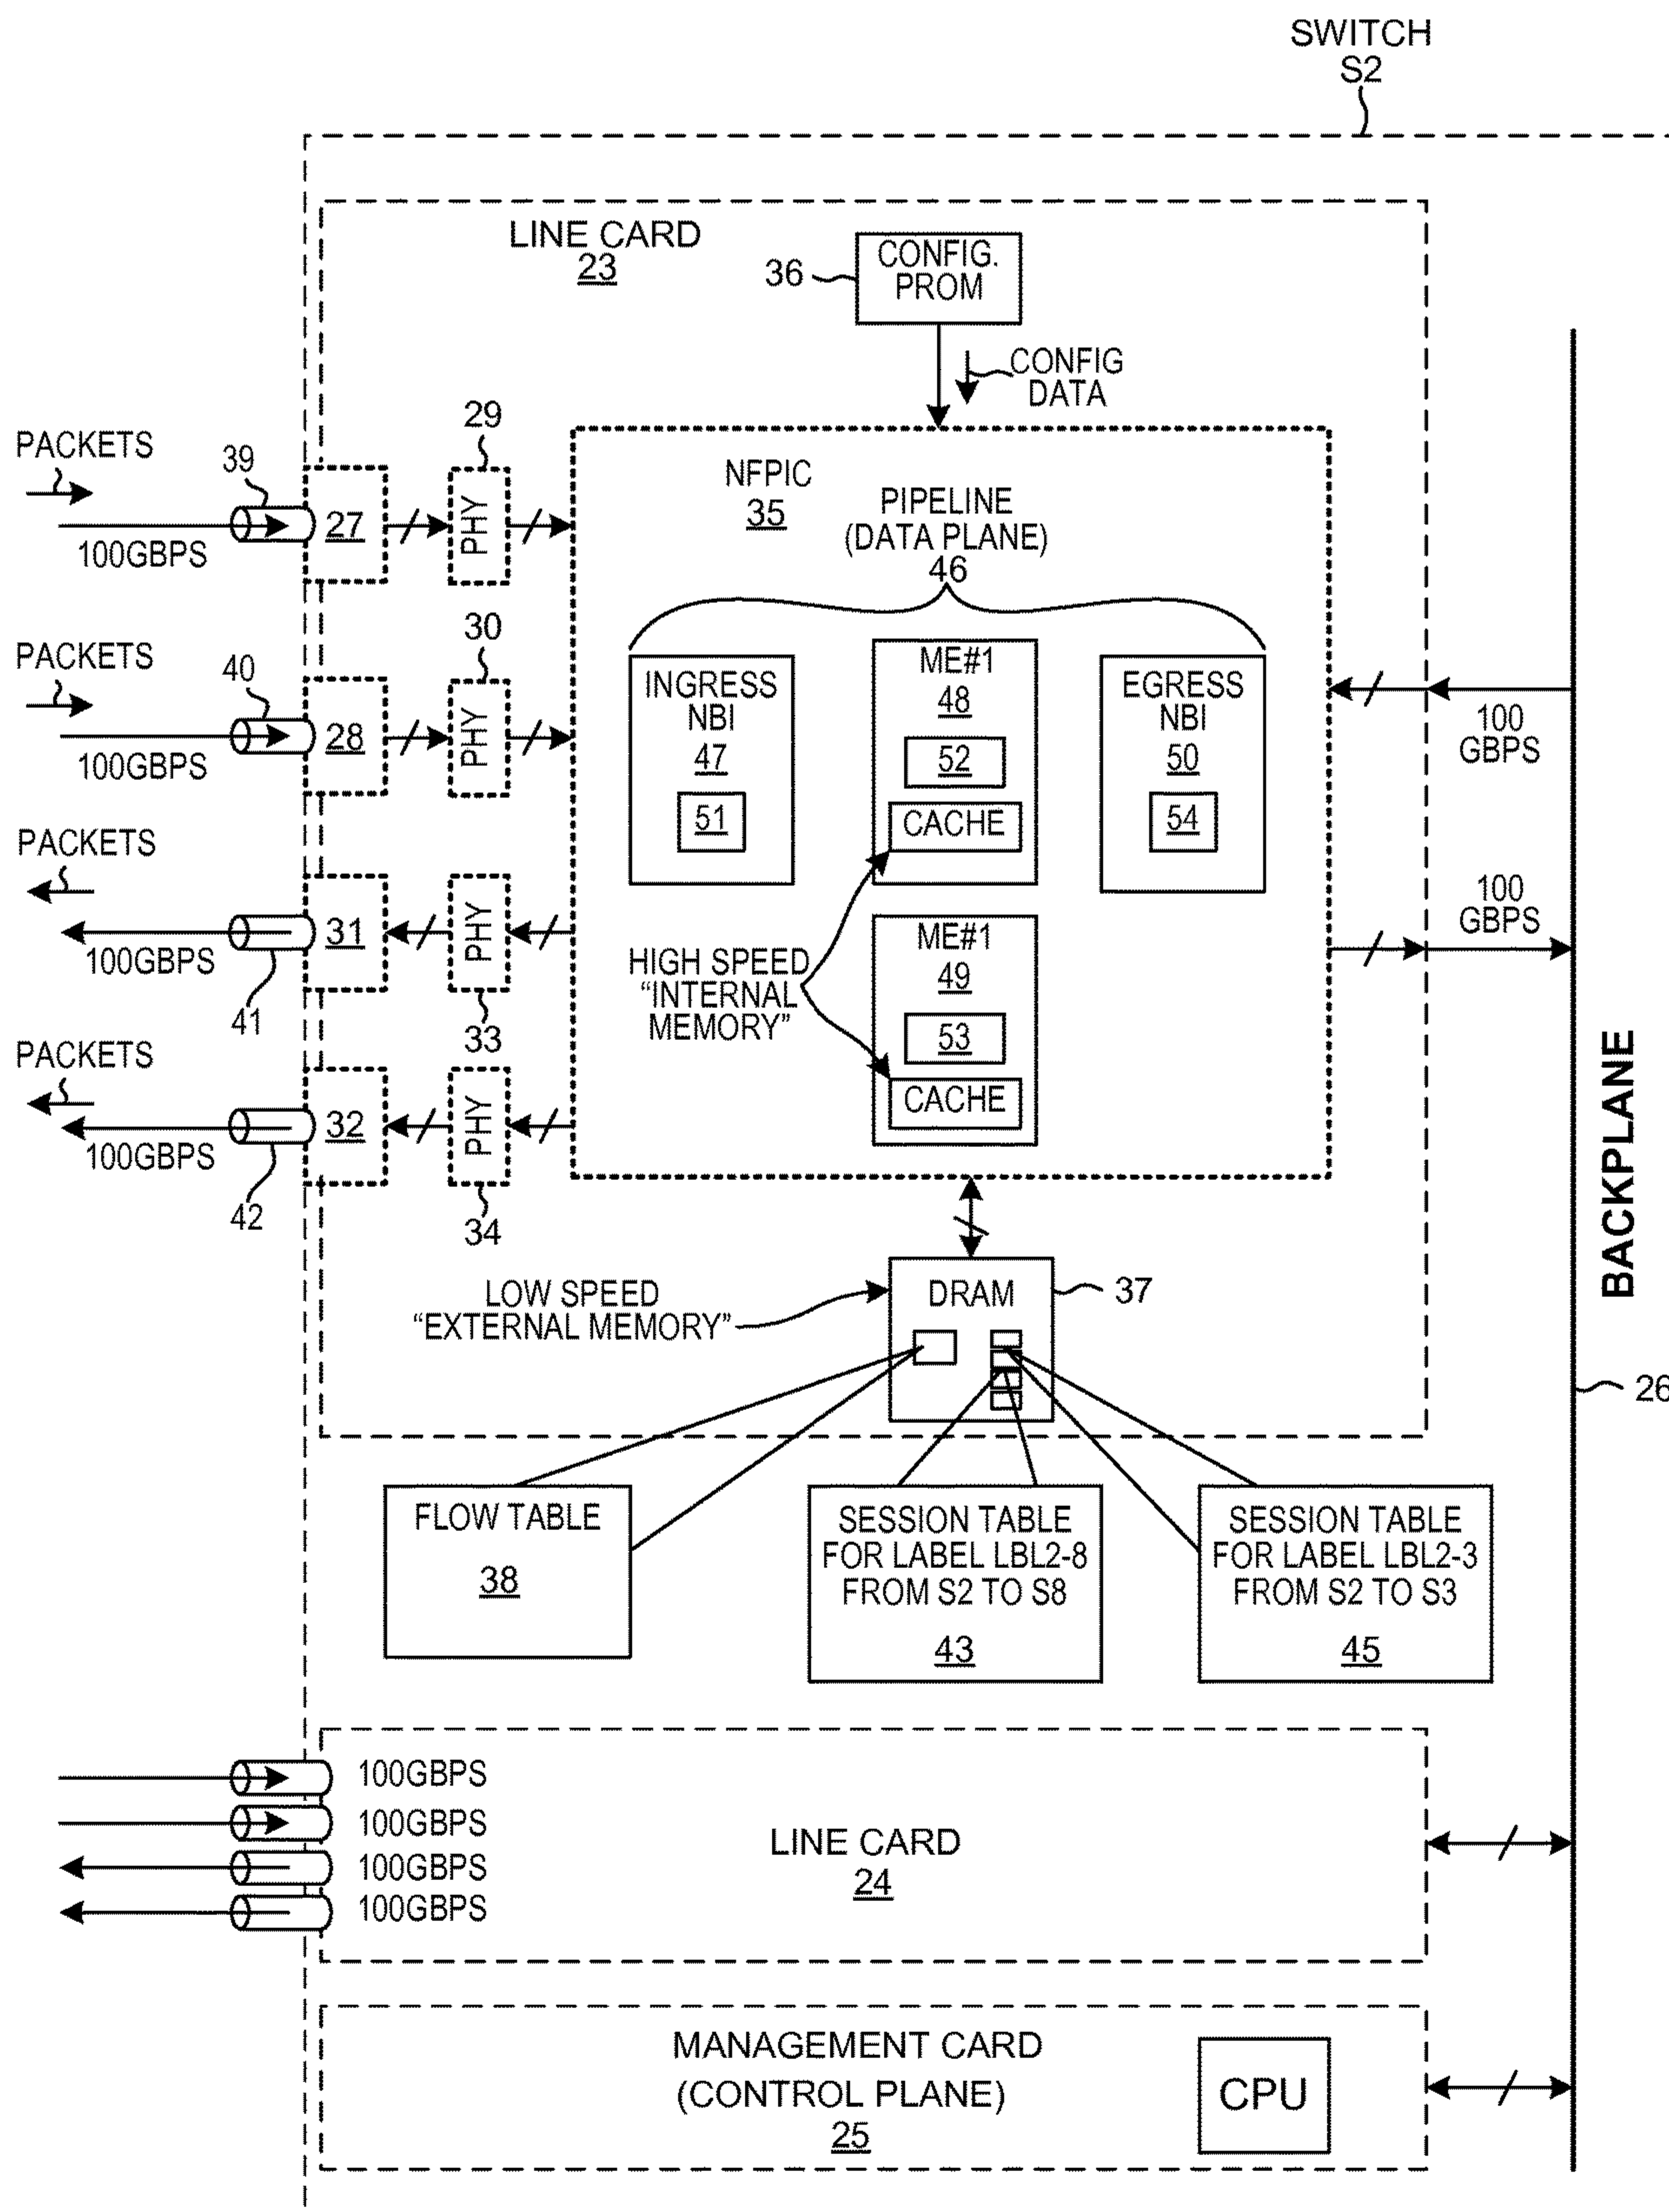 SWITCH
S2
LINE CARD
23
36
CONFIG.
PROM
CONFIG
DATA
PACKETS
39
100GBPS
27
29
PHY
PACKETS
40
100GBPS
28
30
PHY
PACKETS
100GBPS
41
31
PHY
33
PACKETS
100GBPS
42
32
PHY
34
NFPIC
35
PIPELINE
(DATA PLANE)
46
INGRESS
NBI
47
51
ME#1
48
52
CACHE
EGRESS
NBI
50
54
HIGH SPEED
“INTERNAL
MEMORY”
ME#1
49
53
CACHE
100
GBPS
100
GBPS
BACKPLANE
26
LOW SPEED
“EXTERNAL MEMORY”
DRAM
37
FLOW TABLE
38
SESSION TABLE
FOR LABEL LBL2-8
FROM S2 TO S8
43
SESSION TABLE
FOR LABEL LBL2-3
FROM S2 TO S3
45
100GBPS
100GBPS
100GBPS
100GBPS
LINE CARD
24
MANAGEMENT CARD
(CONTROL PLANE)
25
CPU